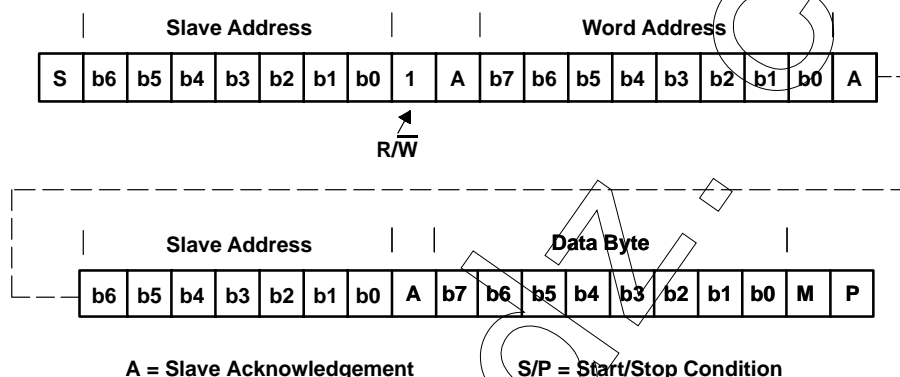 Slave Address Word Address
S b6 b5 b4 b3 b2 b1 b0 1 A b7 b6 b5 b4 b3 b2 b1 b0 A
R/W̅
Slave Address Data Byte
b6 b5 b4 b3 b2 b1 b0 A b7 b6 b5 b4 b3 b2 b1 b0 M P
A = Slave Acknowledgement S/P = Start/Stop Condition